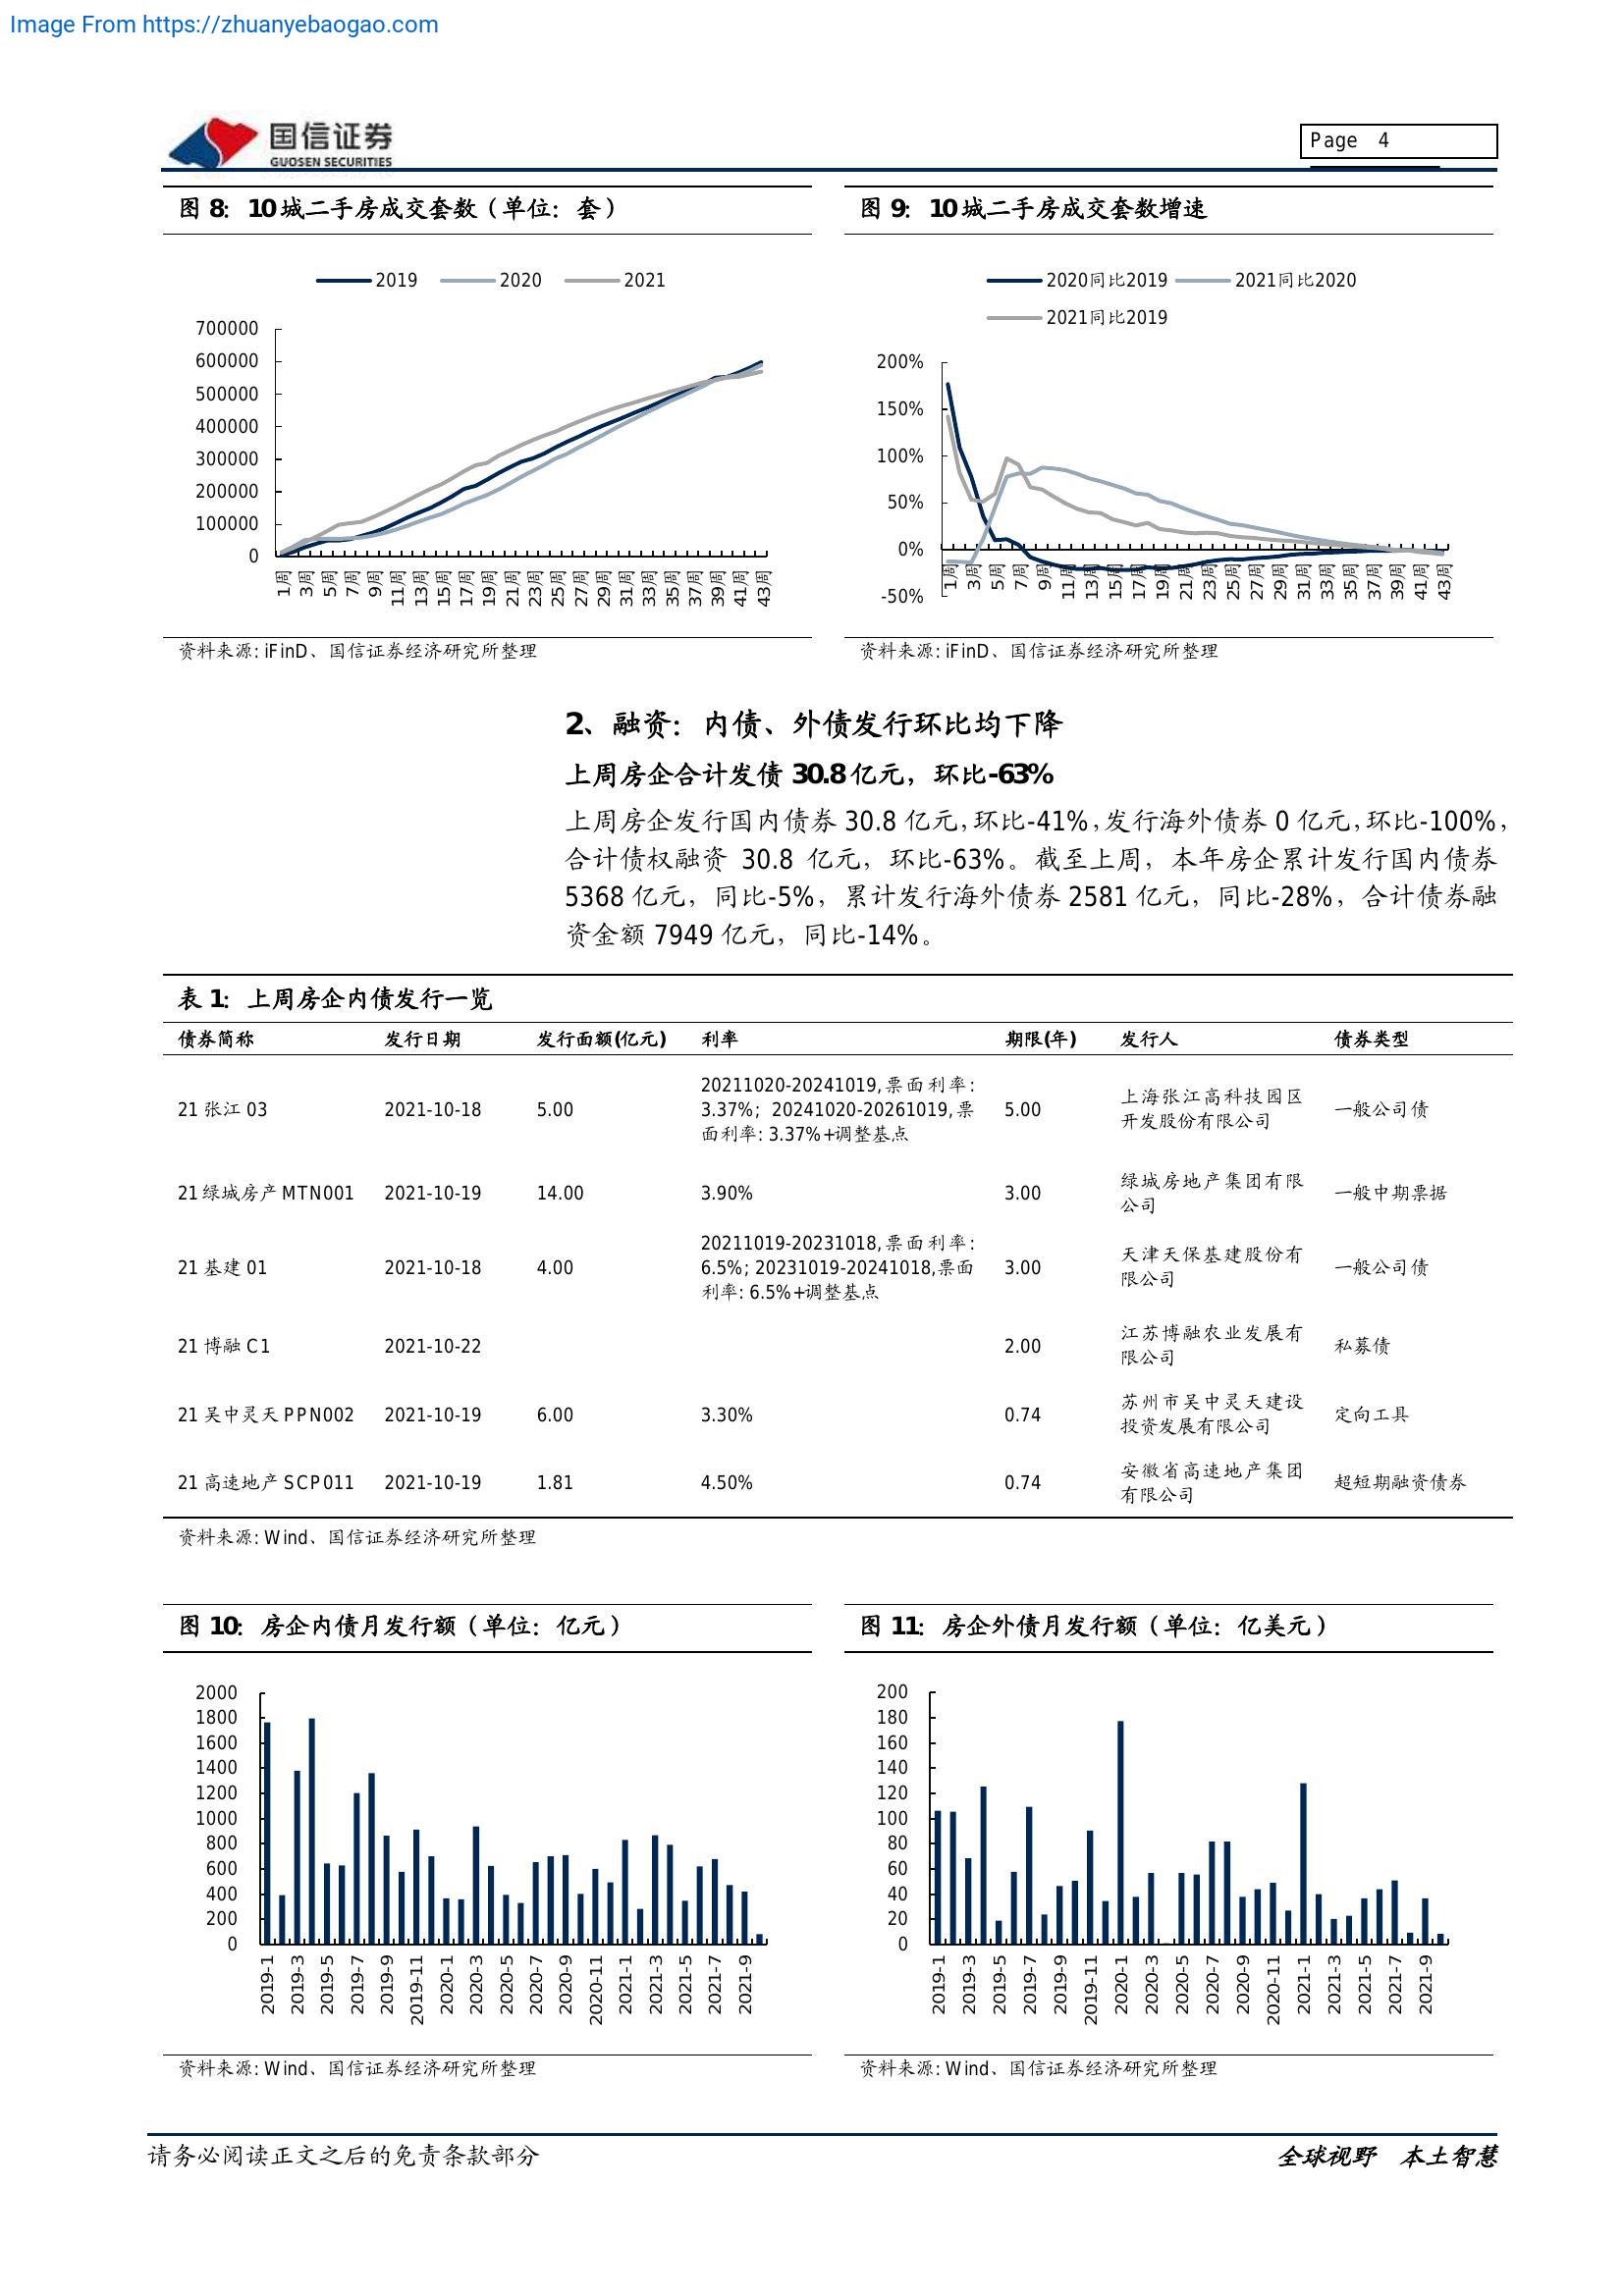 Image From https://zhuanyebaogao.com
国信证券
GUOSEN SECURITIES
Page 4
图 8：10 城二手房成交套数（单位：套）
2019 2020 2021
700000
600000
500000
400000
300000
200000
100000
0
1周 3周 5周 7周 9周 11周 13周 15周 17周 19周 21周 23周 25周 27周 29周 31周 33周 35周 37周 39周 41周 43周
资料来源: iFinD、国信证券经济研究所整理
图 9：10 城二手房成交套数增速
2020同比2019 2021同比2020
2021同比2019
200%
150%
100%
50%
0%
-50%
1周 3周 5周 7周 9周 11周 13周 15周 17周 19周 21周 23周 25周 27周 29周 31周 33周 35周 37周 39周 41周 43周
资料来源: iFinD、国信证券经济研究所整理
2、融资：内债、外债发行环比均下降
上周房企合计发债 30.8 亿元，环比-63%
上周房企发行国内债券 30.8 亿元,环比-41%,发行海外债券 0 亿元,环比-100%,
合计债权融资 30.8 亿元，环比-63%。截至上周，本年房企累计发行国内债券
5368 亿元，同比-5%，累计发行海外债券 2581 亿元，同比-28%，合计债券融
资金额 7949 亿元，同比-14%。
表 1：上周房企内债发行一览
债券简称 发行日期 发行面额(亿元) 利率 期限(年) 发行人 债券类型
20211020-20241019,票面利率:
21 张江 03 2021-10-18 5.00 3.37%; 20241020-20261019,票 5.00 上海张江高科技园区 一般公司债
面利率: 3.37%+调整基点 开发股份有限公司
21 绿城房产 MTN001 2021-10-19 14.00 3.90% 3.00 绿城房地产集团有限 一般中期票据
公司
20211019-20231018,票面利率:
21 基建 01 2021-10-18 4.00 6.5%; 20231019-20241018,票面 3.00 天津天保基建股份有 一般公司债
利率: 6.5%+调整基点 限公司
21 博融 C1 2021-10-22 2.00 江苏博融农业发展有 私募债
限公司
21 吴中灵天 PPN002 2021-10-19 6.00 3.30% 0.74 苏州市吴中灵天建设 定向工具
投资发展有限公司
21 高速地产 SCP011 2021-10-19 1.81 4.50% 0.74 安徽省高速地产集团 超短期融资债券
有限公司
资料来源: Wind、国信证券经济研究所整理
图 10：房企内债月发行额（单位：亿元）
2000
1800
1600
1400
1200
1000
800
600
400
200
0
2019-1 2019-3 2019-5 2019-7 2019-9 2019-11 2020-1 2020-3 2020-5 2020-7 2020-9 2020-11 2021-1 2021-3 2021-5 2021-7 2021-9
资料来源: Wind、国信证券经济研究所整理
图 11：房企外债月发行额（单位：亿美元）
200
180
160
140
120
100
80
60
40
20
0
2019-1 2019-3 2019-5 2019-7 2019-9 2019-11 2020-1 2020-3 2020-5 2020-7 2020-9 2020-11 2021-1 2021-3 2021-5 2021-7 2021-9
资料来源: Wind、国信证券经济研究所整理
请务必阅读正文之后的免责条款部分
全球视野 本土智慧